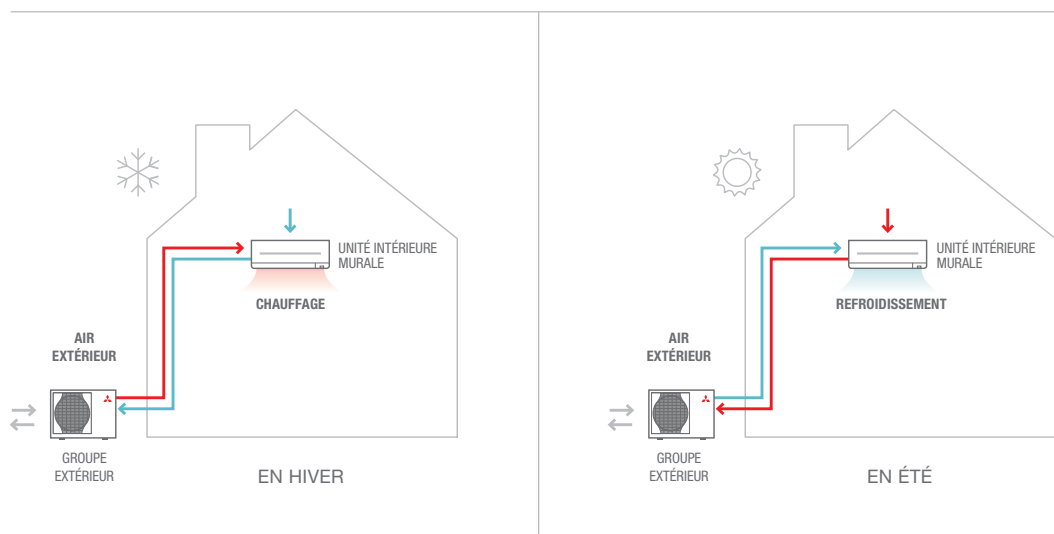 UNITÉ INTÉRIEURE
MURALE
CHAUFFAGE
AIR
EXTÉRIEUR
GROUPE
EXTÉRIEUR
EN HIVER
UNITÉ INTÉRIEURE
MURALE
REFROIDISSEMENT
AIR
EXTÉRIEUR
GROUPE
EXTÉRIEUR
EN ÉTÉ